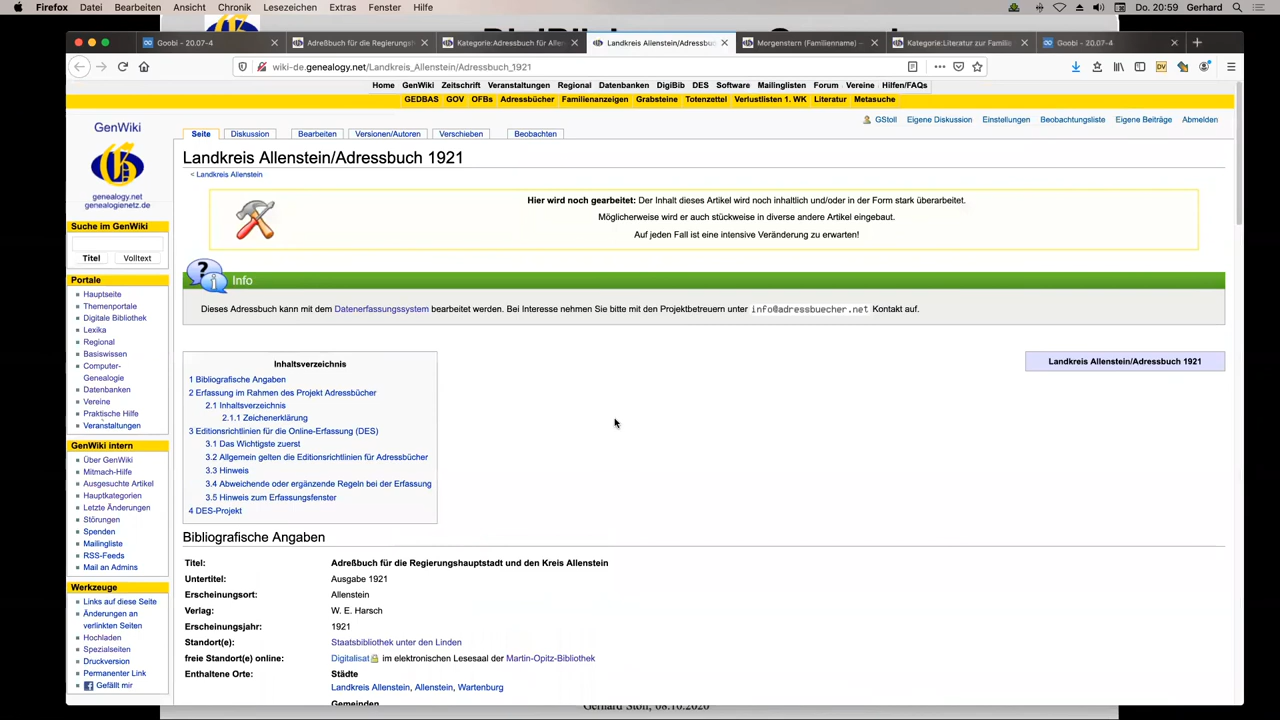 Firefox Datei Bearbeiten Ansicht Chronik Lesezeichen Extras Fenster Hilfe
Do. 20:59 Gerhard
Goobi - 20.07-4
Adreßbuch für die Regierungsh
Kategorie:Adressbuch für Aller
Landkreis Allenstein/Adressbuc
Morgenstern (Familienname) –
Kategorie:Literatur zur Familie
Goobi - 20.07-4
wiki-de.genealogy.net/Landkreis_Allenstein/Adressbuch_1921
Home GenWiki Zeitschrift Veranstaltungen Regional Datenbanken DigiBib DES Software Mailinglisten Forum Vereine Hilfen/FAQs
GEDBAS GOV OFBs Adressbücher Familienanzeigen Grabsteine Totenzettel Verlustlisten 1. WK Literatur Metasuche
GStoll Eigene Diskussion Einstellungen Beobachtungsliste Eigene Beiträge Abmelden
GenWiki
genealogy.net
genealogienetz.de
Suche im GenWiki
Titel Volltext
Portale
Hauptseite
Themenportale
Digitale Bibliothek
Lexika
Regional
Basiswissen
Computer-
Genealogie
Datenbanken
Vereine
Praktische Hilfe
Veranstaltungen
GenWiki intern
Über GenWiki
Mitmach-Hilfe
Ausgesuchte Artikel
Hauptkategorien
Letzte Änderungen
Störungen
Spenden
Mailingliste
RSS-Feeds
Mail an Admins
Werkzeuge
Links auf diese Seite
Änderungen an
verlinkten Seiten
Hochladen
Spezialseiten
Druckversion
Permanenter Link
Gefällt mir
Seite Diskussion Bearbeiten Versionen/Autoren Verschieben Beobachten
Landkreis Allenstein/Adressbuch 1921
< Landkreis Allenstein
Hier wird noch gearbeitet: Der Inhalt dieses Artikel wird noch inhaltlich und/oder in der Form stark überarbeitet.
Möglicherweise wird er auch stückweise in diverse andere Artikel eingebaut.
Auf jeden Fall ist eine intensive Veränderung zu erwarten!
Info
Dieses Adressbuch kann mit dem Datenerfassungssystem bearbeitet werden. Bei Interesse nehmen Sie bitte mit den Projektbetreuern unter info@adressbuecher.net Kontakt auf.
Inhaltsverzeichnis
1 Bibliografische Angaben
2 Erfassung im Rahmen des Projekt Adressbücher
2.1 Inhaltsverzeichnis
2.1.1 Zeichenerklärung
3 Editionsrichtlinien für die Online-Erfassung (DES)
3.1 Das Wichtigste zuerst
3.2 Allgemein gelten die Editionsrichtlinien für Adressbücher
3.3 Hinweis
3.4 Abweichende oder ergänzende Regeln bei der Erfassung
3.5 Hinweis zum Erfassungsfenster
4 DES-Projekt
Landkreis Allenstein/Adressbuch 1921
Bibliografische Angaben
Titel: Adreßbuch für die Regierungshauptstadt und den Kreis Allenstein
Untertitel: Ausgabe 1921
Erscheinungsort: Allenstein
Verlag: W. E. Harsch
Erscheinungsjahr: 1921
Standort(e): Staatsbibliothek unter den Linden
freie Standort(e) online: Digitalisat im elektronischen Lesesaal der Martin-Opitz-Bibliothek
Enthaltene Orte: Städte
Landkreis Allenstein, Allenstein, Wartenburg
Gemeinden
Gerhard Stoll, 08.10.2020